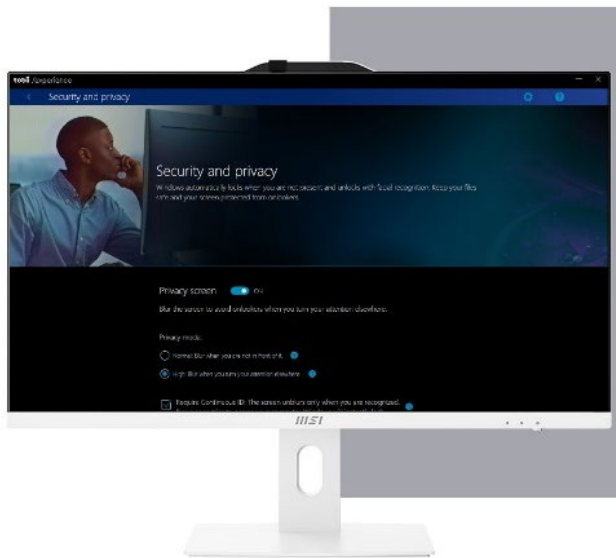 tobii /experience
Security and privacy
Security and privacy
Windows automatically locks when you are not present and unlocks with facial recognition. Keep your files
safe and your screen protected from onlookers.
Privacy screen
Blur the screen to avoid onlookers when you turn your attention elsewhere.
Privacy mode:
Normal: Blur when you are not in front of it.
High: Blur when you turn your attention elsewhere.
Require Continuous ID: The screen unblurs only when you are recognized.
msi